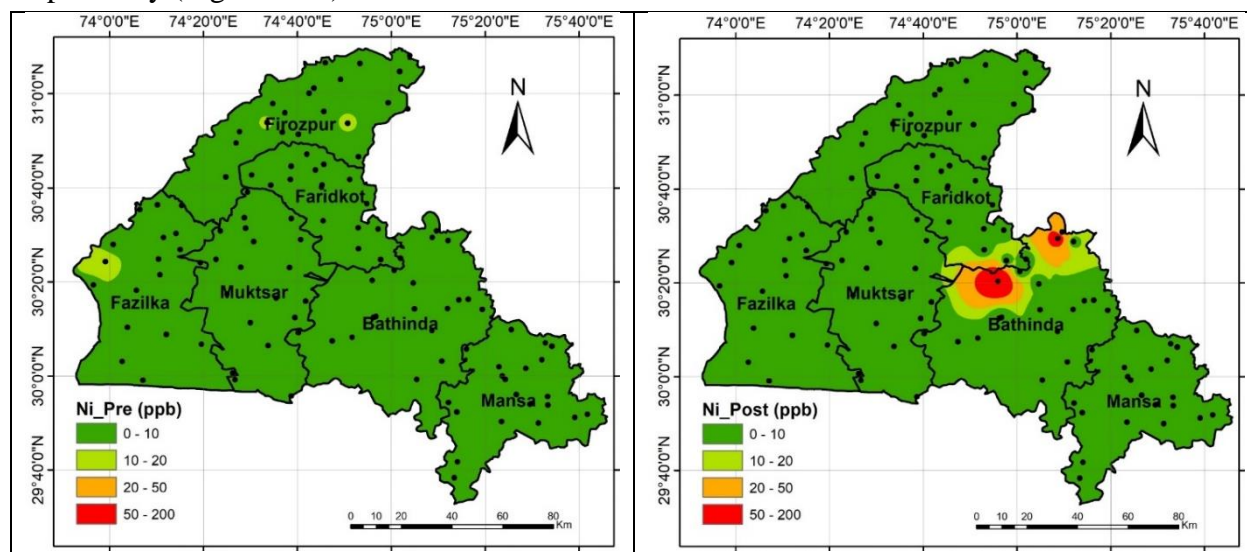 74°0'0"E 74°20'0"E 74°40'0"E 75°0'0"E 75°20'0"E 75°40'0"E
31°0'0"N
30°40'0"N
30°20'0"N
30°0'0"N
29°40'0"N
N
Firozpur
Faridkot
Fazilka
Muktsar
Bathinda
Mansa
Ni_Pre (ppb)
0 - 10
10 - 20
20 - 50
50 - 200
0 10 20 40 60 80
Km
74°0'0"E 74°20'0"E 74°40'0"E 75°0'0"E 75°20'0"E 75°40'0"E
31°0'0"N
30°40'0"N
30°20'0"N
30°0'0"N
29°40'0"N
N
Firozpur
Faridkot
Fazilka
Muktsar
Bathinda
Mansa
Ni_Post (ppb)
0 - 10
10 - 20
20 - 50
50 - 200
0 10 20 40 60 80
Km